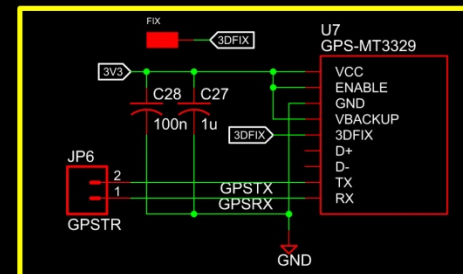 FIX
3DFIX
U7
GPS-MT3329
3V3
VCC
ENABLE
C28
C27
GND
100n
1u
VBACKUP
3DFIX
3DFIX
D+
D-
JP6
2
GPSTX
TX
1
GPSRX
RX
GPSTR
GND